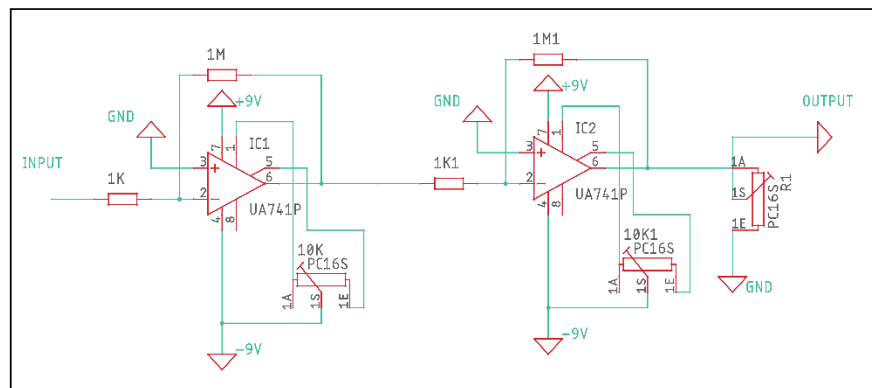 1M
+9V
GND
7
1
IC1
3
+
5
6
INPUT
1K
2
-
UA741P
4
8
10K
PC16S
1A
1S
1E
-9V
1M1
+9V
GND
7
1
IC2
3
+
5
6
1K1
2
-
UA741P
4
8
10K1
PC16S
1A
1S
1E
-9V
OUTPUT
1A
1S
1E
PC16S
R1
GND